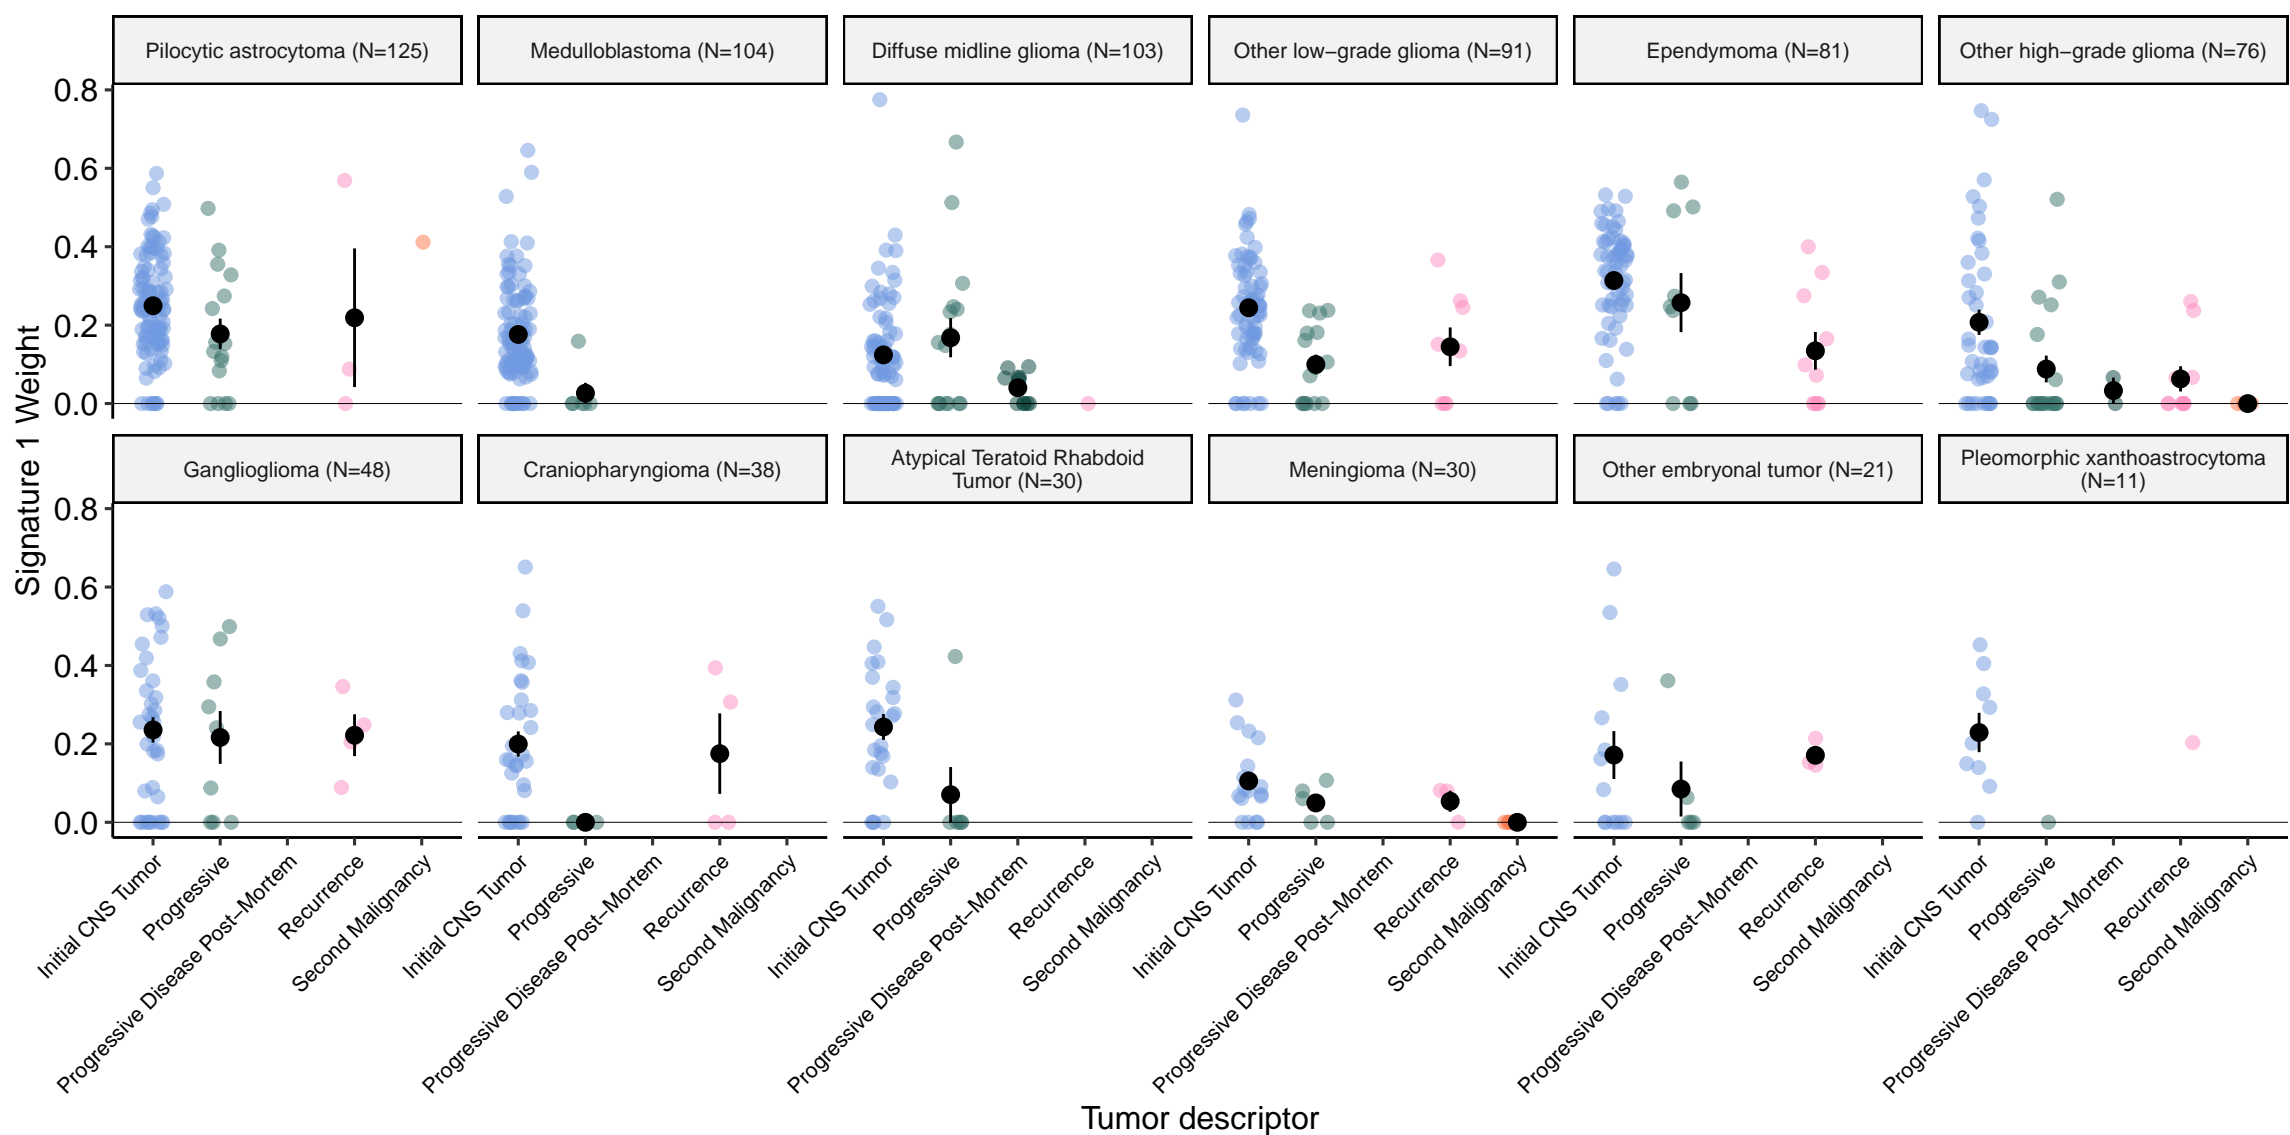 Pilocytic astrocytoma (N=125)
Medulloblastoma (N=104)
Diffuse midline glioma (N=103)
Other low−grade glioma (N=91)
Ependymoma (N=81)
Other high−grade glioma (N=76)
0.8
0.6
0.4
0.2
0.0
Signature 1 Weight
Ganglioglioma (N=48)
Craniopharyngioma (N=38)
Atypical Teratoid Rhabdoid
Tumor (N=30)
Meningioma (N=30)
Other embryonal tumor (N=21)
Pleomorphic xanthoastrocytoma
(N=11)
0.8
0.6
0.4
0.2
0.0
Initial CNS Tumor
Progressive
Progressive Disease Post−Mortem
Recurrence
Second Malignancy
Initial CNS Tumor
Progressive
Progressive Disease Post−Mortem
Recurrence
Second Malignancy
Initial CNS Tumor
Progressive
Progressive Disease Post−Mortem
Recurrence
Second Malignancy
Initial CNS Tumor
Progressive
Progressive Disease Post−Mortem
Recurrence
Second Malignancy
Initial CNS Tumor
Progressive
Progressive Disease Post−Mortem
Recurrence
Second Malignancy
Initial CNS Tumor
Progressive
Progressive Disease Post−Mortem
Recurrence
Second Malignancy
Tumor descriptor